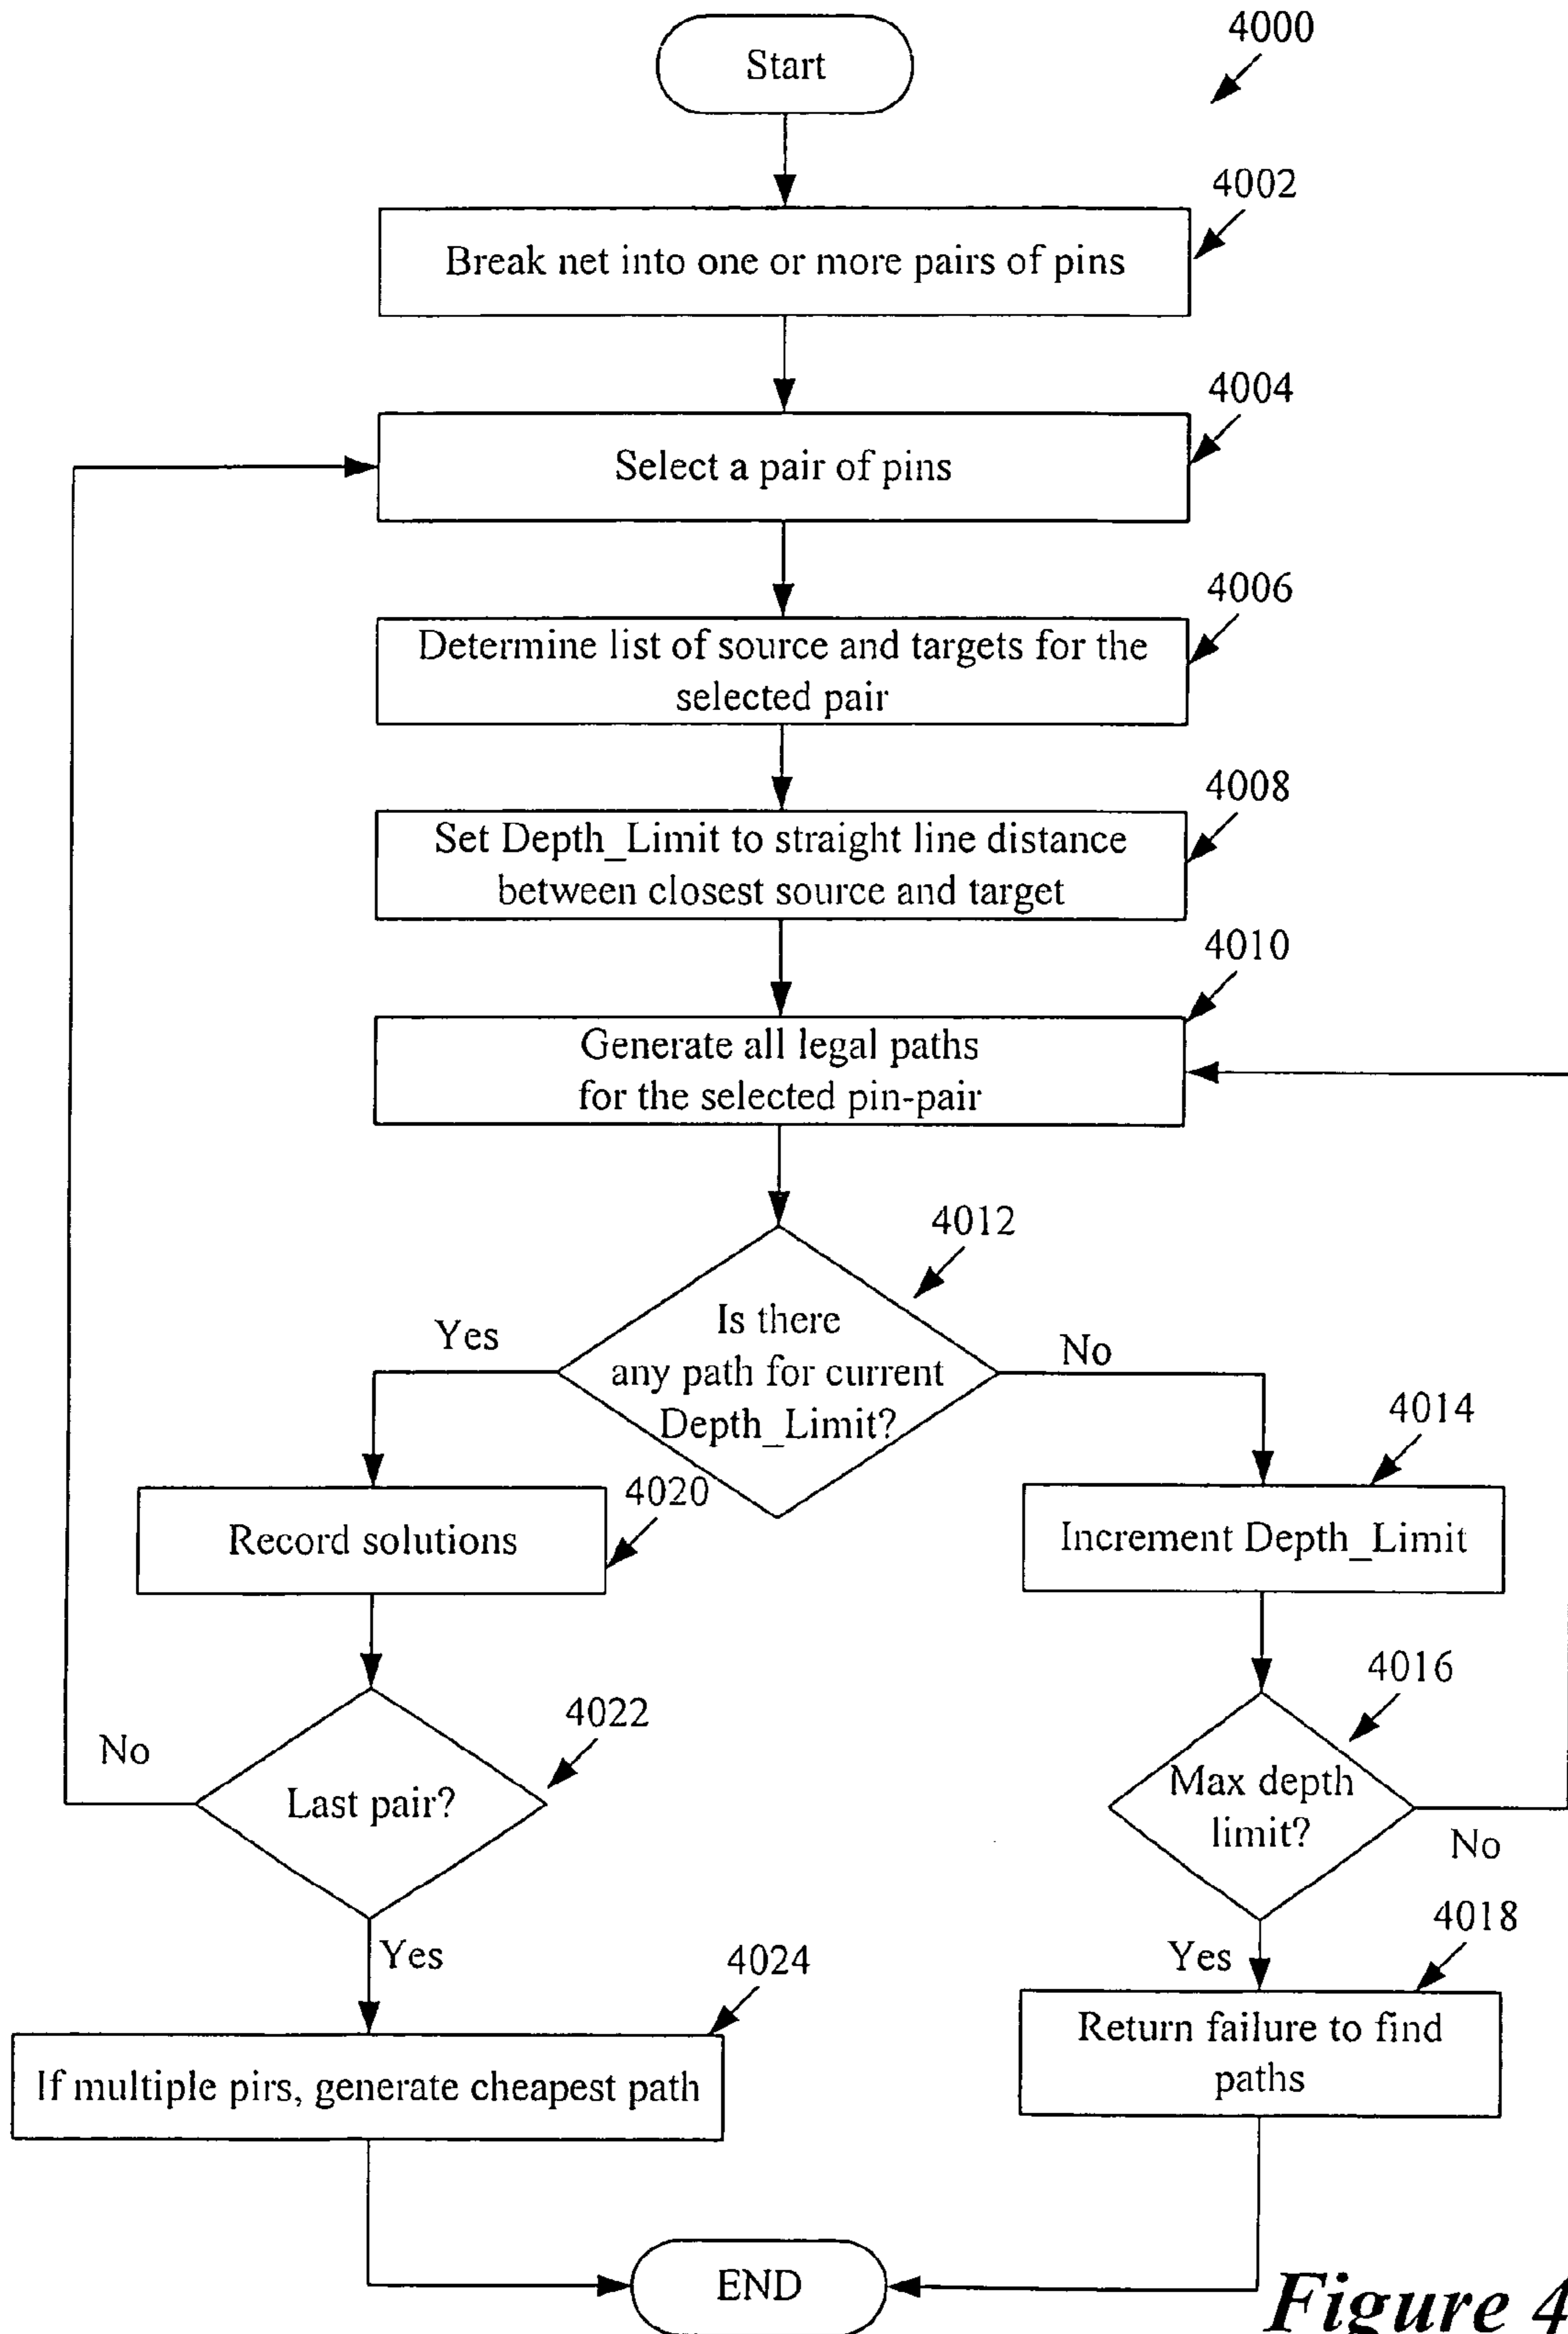 4000
Start
4002
Break net into one or more pairs of pins
4004
Select a pair of pins
4006
Determine list of source and targets for the
selected pair
4008
Set Depth_Limit to straight line distance
between closest source and target
4010
Generate all legal paths
for the selected pin-pair
4012
Is there
any path for current
Depth_Limit?
Yes
No
4014
4020
Record solutions
Increment Depth_Limit
4016
4022
No
Last pair?
Max depth
limit?
No
4018
Yes
Yes
4024
Return failure to find
paths
If multiple pirs, generate cheapest path
END
Figure 4